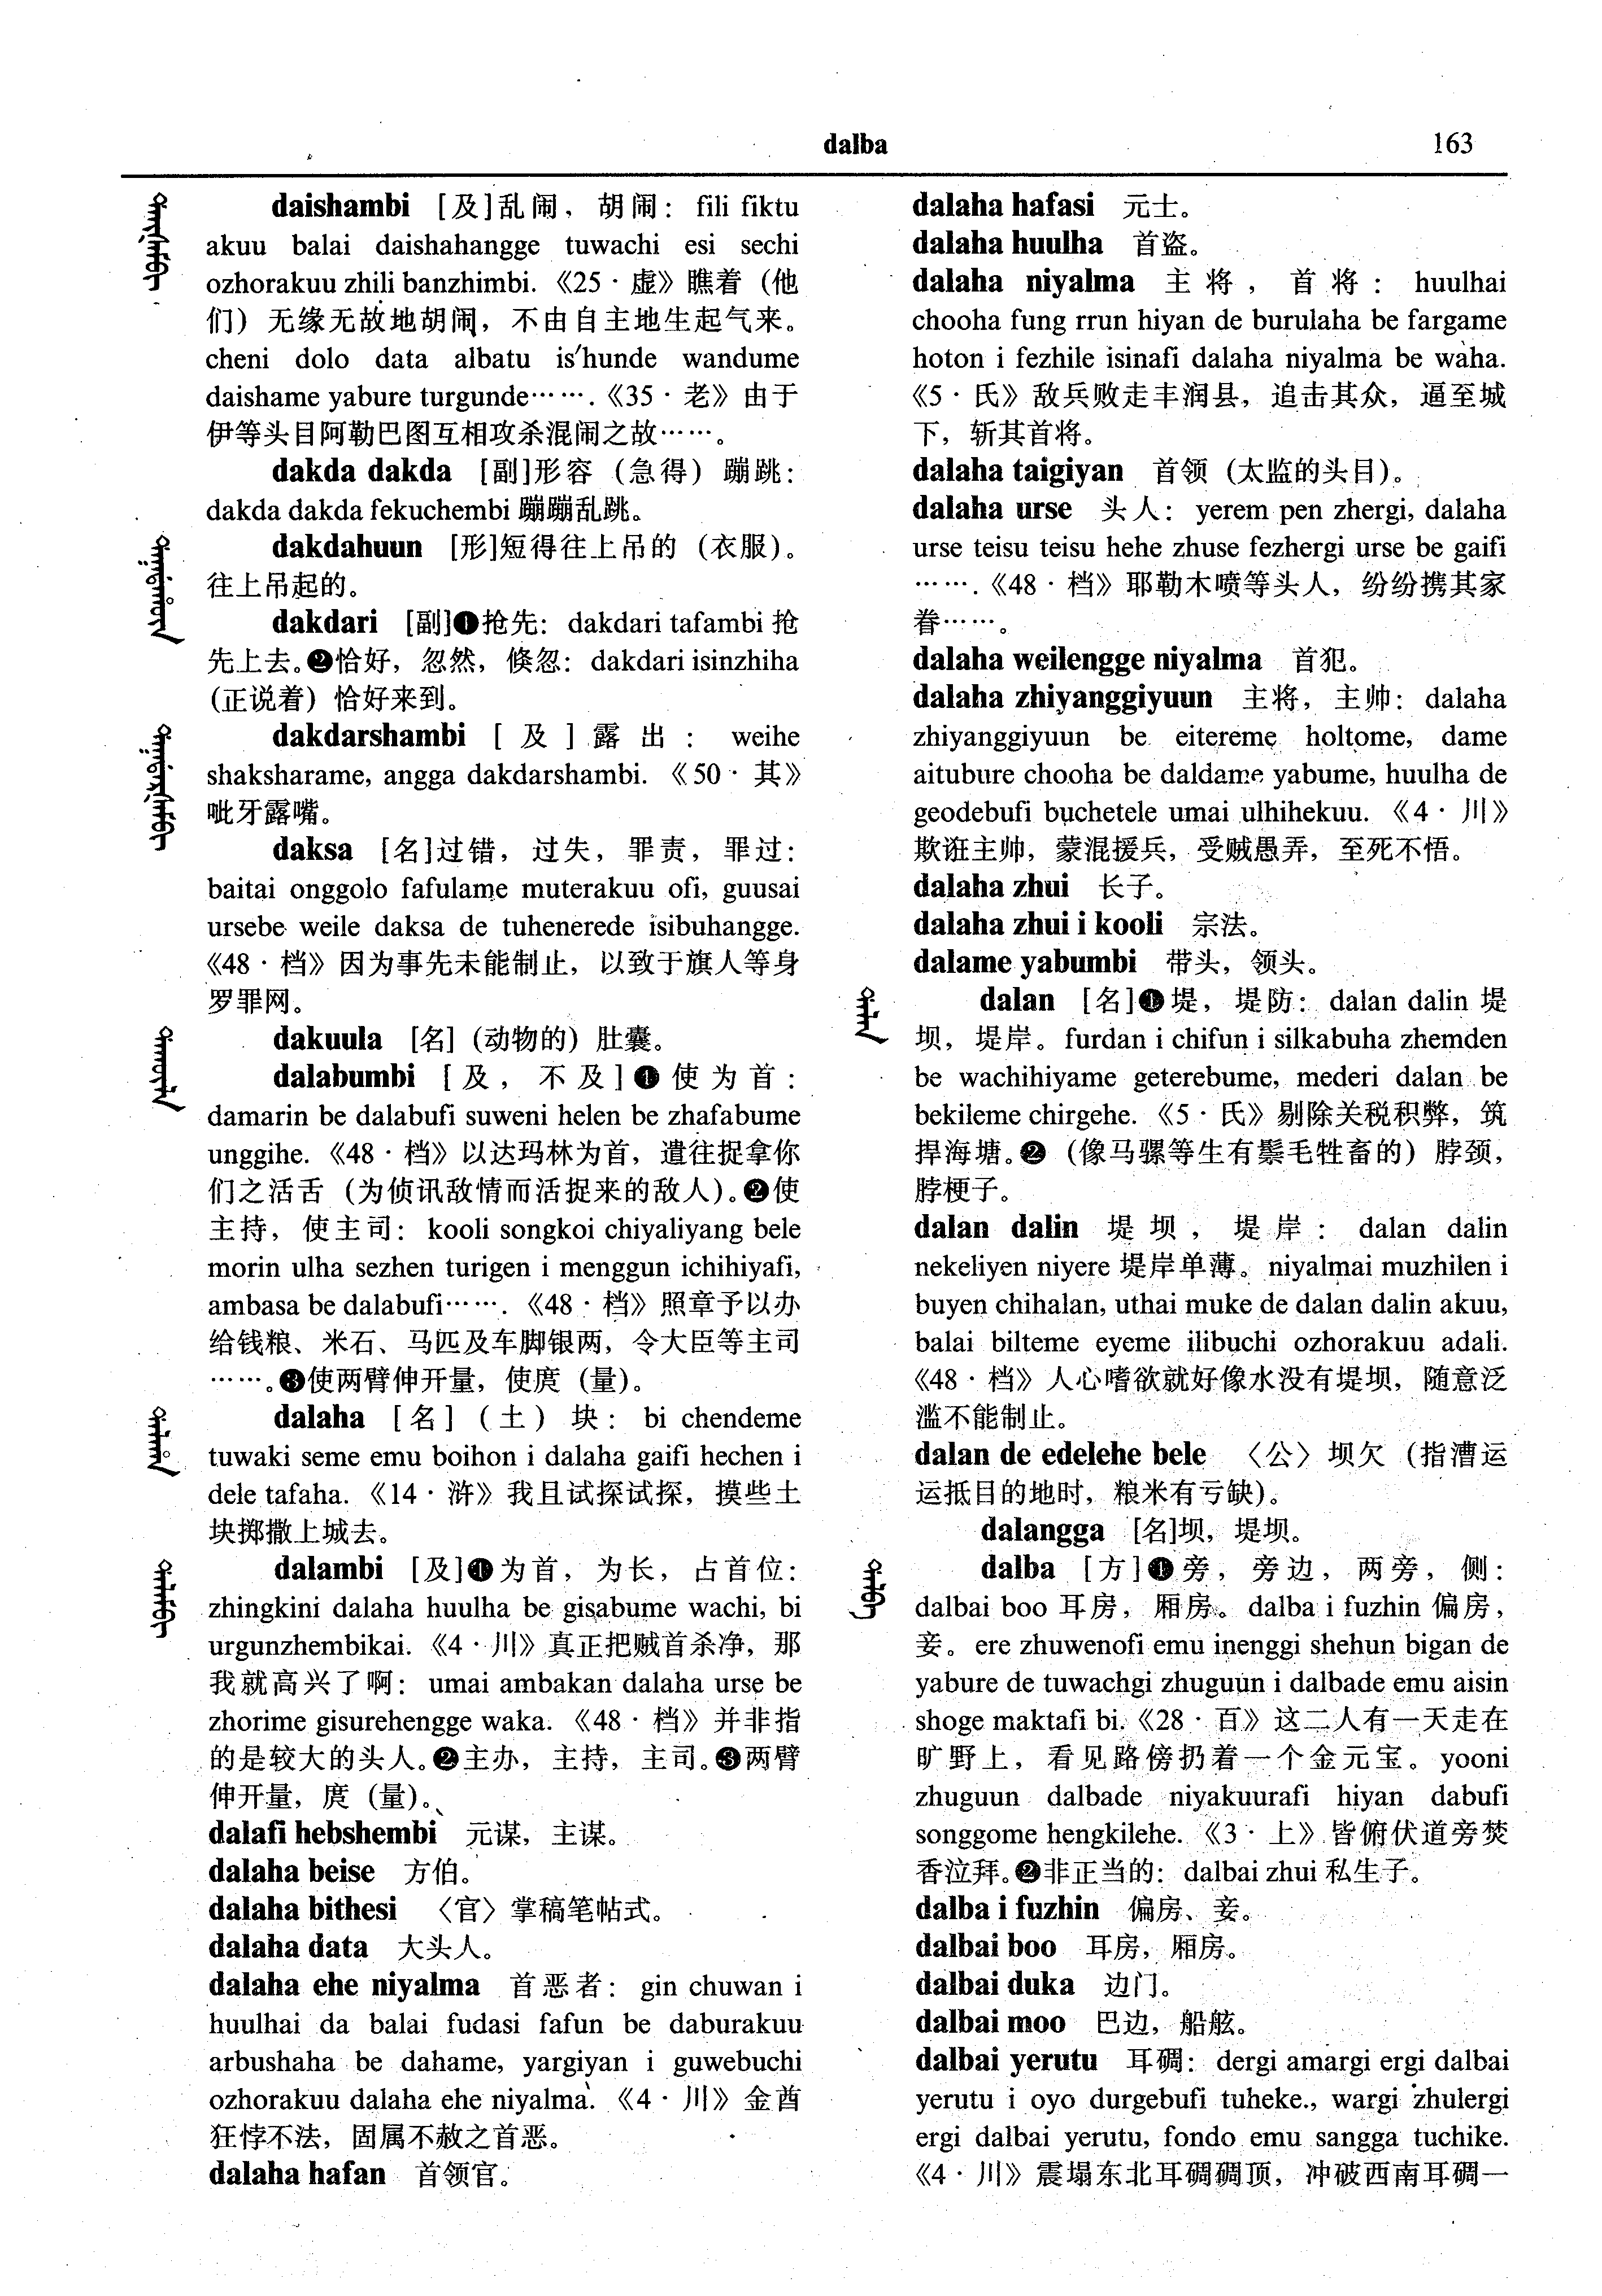 dalba
163
daishambi [及]乱闹，胡闹：fili fiktu
akuu balai daishahangge tuwachi esi sechi
ozhorakuu zhili banzhimbi.《25·虚》瞧着（他
们）无缘无故地胡闹，不由自主地生起气来。
cheni dolo data albatu is′hunde wandume
daishame yabure turgunde…….《35·老》由于
伊等头目阿勒巴图互相攻杀混闹之故……。
dakda dakda [副]形容（急得）蹦跳：
dakda dakda fekuchembi 蹦蹦乱跳。
dakdahuun [形]短得往上吊的（衣服）。
往上吊起的。
dakdari [副]❶抢先：dakdari tafambi 抢
先上去。❷恰好，忽然，倏忽：dakdari isinzhiha
（正说着）恰好来到。
dakdarshambi [及]露出：weihe
shaksharame, angga dakdarshambi.《50·其》
呲牙露嘴。
daksa [名]过错，过失，罪责，罪过：
baitai onggolo fafulame muterakuu ofi, guusai
ursebe weile daksa de tuhenerede isibuhangge.
《48·档》因为事先未能制止，以致于旗人等身
罗罪网。
dakuula [名]（动物的）肚囊。
dalabumbi [及，不及]❶使为首：
damarin be dalabufi suweni helen be zhafabume
unggihe.《48·档》以达玛林为首，遣往捉拿你
们之活舌（为侦讯敌情而活捉来的敌人）。❷使
主持，使主司：kooli songkoi chiyaliyang bele
morin ulha sezhen turigen i menggun ichihiyafi,
ambasa be dalabufi…….《48·档》照章予以办
给钱粮、米石、马匹及车脚银两，令大臣等主司
……。❸使两臂伸开量，使庹（量）。
dalaha [名]（土）块：bi chendeme
tuwaki seme emu boihon i dalaha gaifi hechen i
dele tafaha.《14·浒》我且试探试探，摸些土
块掷撒上城去。
dalambi [及]❶为首，为长，占首位：
zhingkini dalaha huulha be gisabume wachi, bi
urgunzhembikai.《4·川》真正把贼首杀净，那
我就高兴了啊：umai ambakan dalaha urse be
zhorime gisurehengge waka.《48·档》并非指
的是较大的头人。❷主办，主持，主司。❸两臂
伸开量，庹（量）。
dalafi hebshembi 元谋，主谋。
dalaha beise 方伯。
dalaha bithesi 〈官〉掌稿笔帖式。
dalaha data 大头人。
dalaha ehe niyalma 首恶者：gin chuwan i
huulhai da balai fudasi fafun be daburakuu
arbushaha be dahame, yargiyan i guwebuchi
ozhorakuu dalaha ehe niyalma.《4·川》金酋
狂悖不法，固属不赦之首恶。
dalaha hafan 首领官。
dalaha hafasi 元士。
dalaha huulha 首盗。
dalaha niyalma 主将，首将：huulhai
chooha fung rrun hiyan de burulaha be fargame
hoton i fezhile isinafi dalaha niyalma be waha.
《5·氏》敌兵败走丰润县，追击其众，逼至城
下，斩其首将。
dalaha taigiyan 首领（太监的头目）。
dalaha urse 头人：yerem pen zhergi, dalaha
urse teisu teisu hehe zhuse fezhergi urse be gaifi
…….《48·档》耶勒木喷等头人，纷纷携其家
眷……。
dalaha weilengge niyalma 首犯。
dalaha zhiyanggiyuun 主将，主帅：dalaha
zhiyanggiyuun be eitereme holtome, dame
aitubure chooha be daldame yabume, huulha de
geodebufi buchetele umai ulhihekuu.《4·川》
欺诳主帅，蒙混援兵，受贼愚弄，至死不悟。
dalaha zhui 长子。
dalaha zhui i kooli 宗法。
dalame yabumbi 带头，领头。
dalan [名]❶堤，堤防：dalan dalin 堤
坝，堤岸。furdan i chifun i silkabuha zhemden
be wachihiyame geterebume, mederi dalan be
bekileme chirgehe.《5·氏》剔除关税积弊，筑
捍海塘。❷（像马骡等生有鬃毛牲畜的）脖颈，
脖梗子。
dalan dalin 堤坝，堤岸：dalan dalin
nekeliyen niyere 堤岸单薄。niyalmai muzhilen i
buyen chihalan, uthai muke de dalan dalin akuu,
balai bilteme eyeme ilibuchi ozhorakuu adali.
《48·档》人心嗜欲就好像水没有堤坝，随意泛
滥不能制止。
dalan de edelehe bele 〈公〉坝欠（指漕运
运抵目的地时，粮米有亏缺）。
dalangga [名]坝，堤坝。
dalba [方]❶旁，旁边，两旁，侧：
dalbai boo 耳房，厢房。dalba i fuzhin 偏房，
妾。ere zhuwenofi emu inenggi shehun bigan de
yabure de tuwachgi zhuguun i dalbade emu aisin
shoge maktafi bi.《28·百》这二人有一天走在
旷野上，看见路傍扔着一个金元宝。yooni
zhuguun dalbade niyakuurafi hiyan dabufi
songgome hengkilehe.《3·上》皆俯伏道旁焚
香泣拜。❷非正当的：dalbai zhui 私生子。
dalba i fuzhin 偏房、妾。
dalbai boo 耳房，厢房。
dalbai duka 边门。
dalbai moo 巴边，船舷。
dalbai yerutu 耳碉：dergi amargi ergi dalbai
yerutu i oyo durgebufi tuheke., wargi zhulergi
ergi dalbai yerutu, fondo emu sangga tuchike.
《4·川》震塌东北耳碉碉顶，冲破西南耳碉一